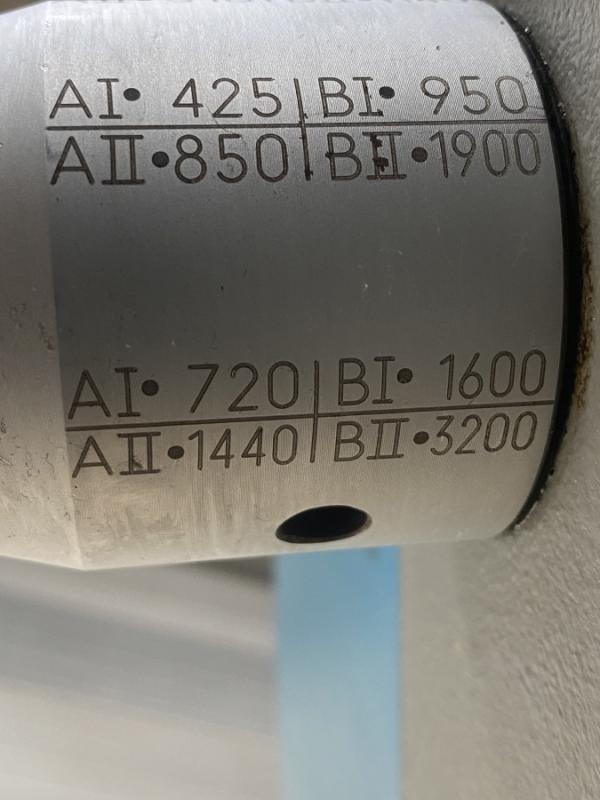 AI• 425 | BI• 950
AII•850 | BII•1900
AI• 720 | BI• 1600
AII•1440 | BII•3200